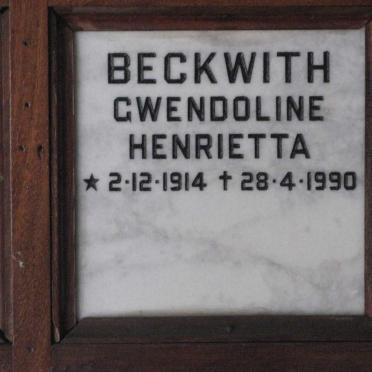 BECKWITH
GWENDOLINE
HENRIETTA
★ 2·12·1914 ✝ 28·4·1990